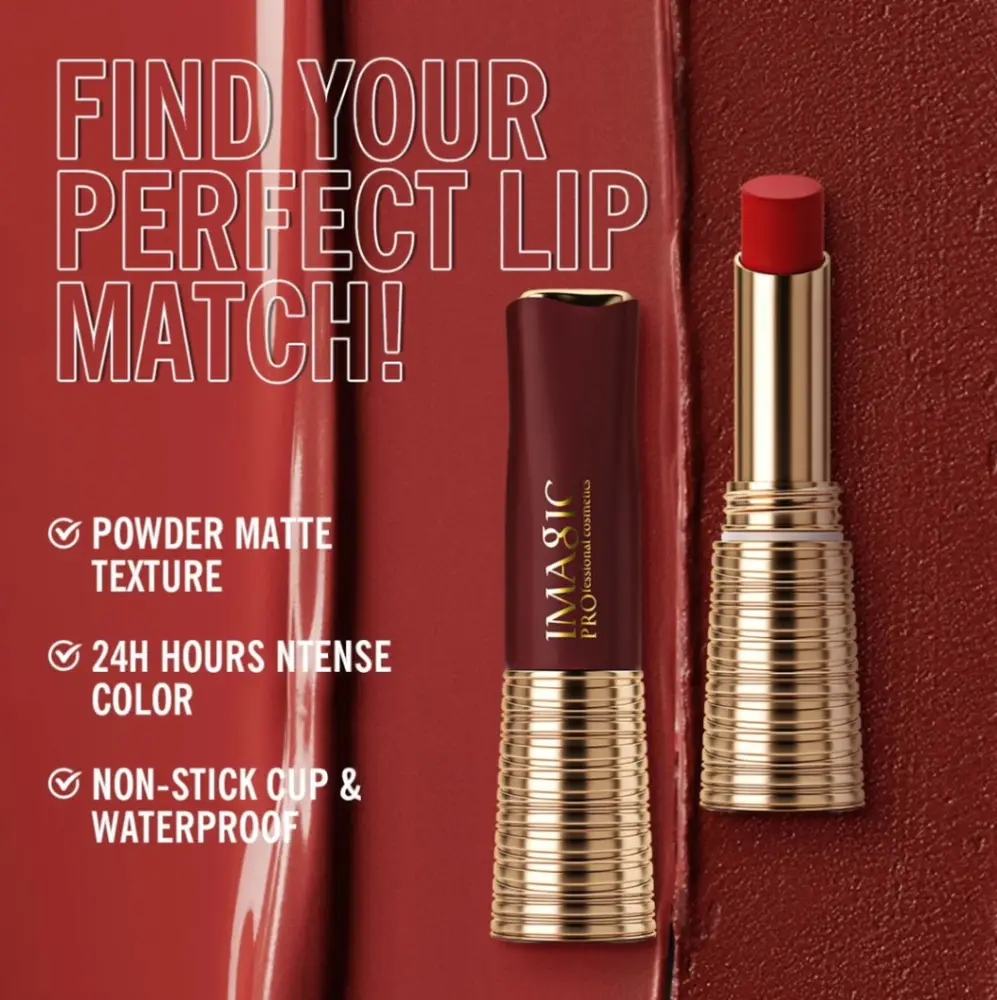 FIND YOUR
PERFECT LIP
MATCH!
POWDER MATTE
TEXTURE
24H HOURS NTENSE
COLOR
NON-STICK CUP &
WATERPROOF
IMAGIC
PROfessional cosmetics